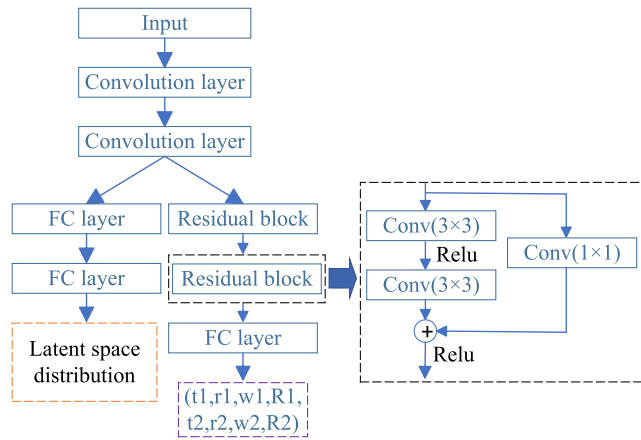 Input
Convolution layer
Convolution layer
FC layer
Residual block
FC layer
Residual block
Latent space
distribution
FC layer
(t1,r1,w1,R1,
t2,r2,w2,R2)
Conv(3×3)
Relu
Conv(1×1)
Conv(3×3)
+
Relu